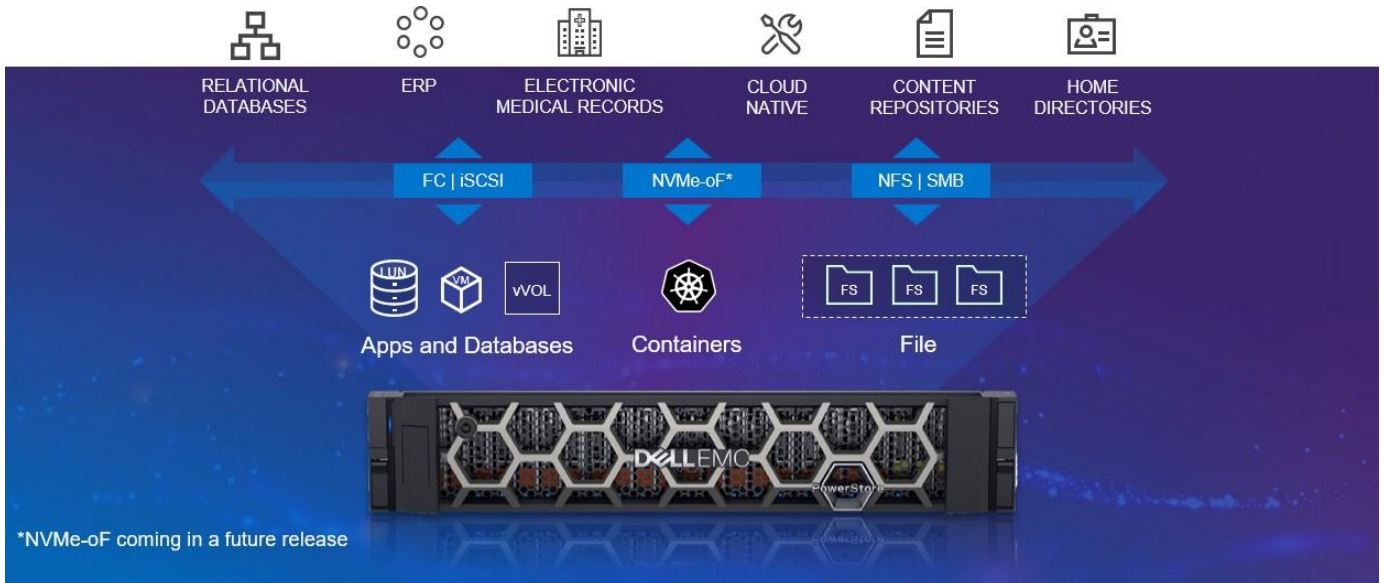 RELATIONAL
DATABASES
ERP
ELECTRONIC
MEDICAL RECORDS
CLOUD
NATIVE
CONTENT
REPOSITORIES
HOME
DIRECTORIES
FC | iSCSI
NVMe-oF*
NFS | SMB
LUN
VM
vVOL
FS
FS
FS
Apps and Databases
Containers
File
DELLEMC
PowerStore
*NVMe-oF coming in a future release